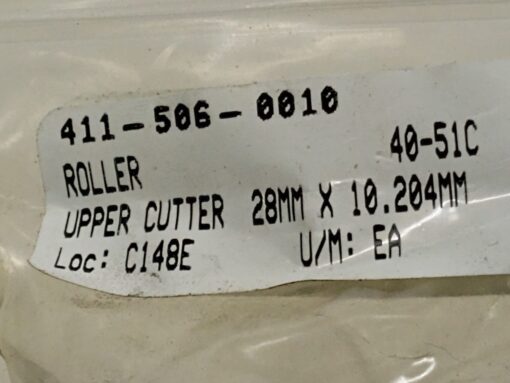 411-506-0010
40-51C
ROLLER
UPPER CUTTER 28MM X 10.204MM
Loc: C148E U/M: EA